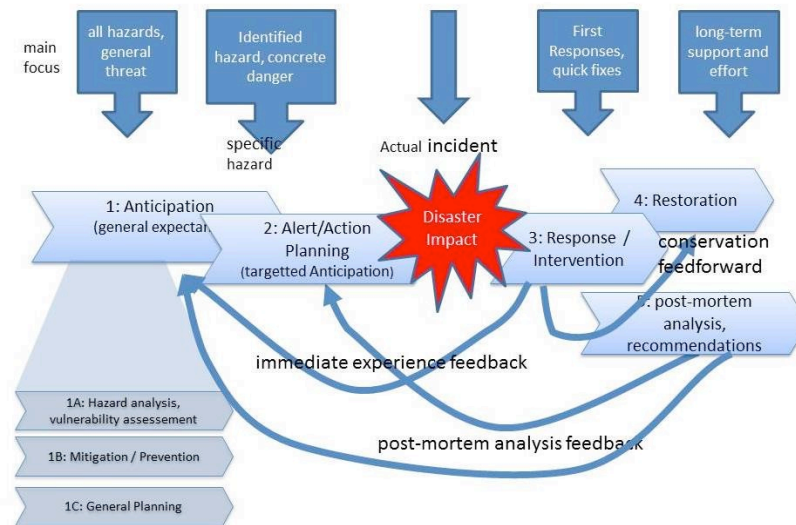 main
focus
all hazards,
general
threat
Identified
hazard, concrete
danger
First
Responses,
quick fixes
long-term
support and
effort
specific
hazard
Actual incident
1: Anticipation
(general expectan
2: Alert/Action
Planning
(targetted Anticipation)
Disaster
Impact
3: Response /
Intervention
4: Restoration
conservation
feedforward
5: post-mortem
analysis,
recommendations
immediate experience feedback
post-mortem analysis feedback
1A: Hazard analysis,
vulnerability assessement
1B: Mitigation / Prevention
1C: General Planning